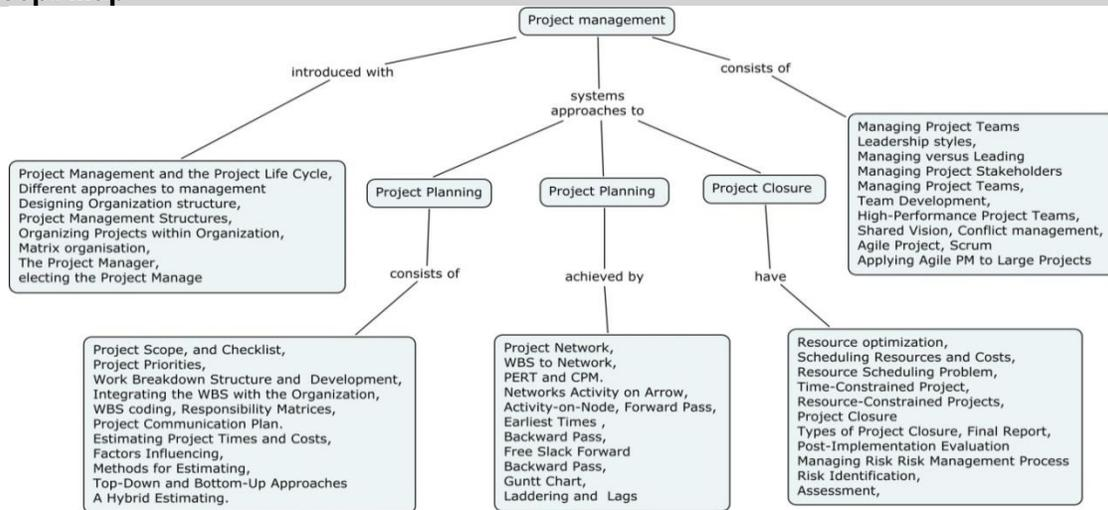 Project management
introduced with
systems
approaches to
consists of
Project Management and the Project Life Cycle,
Different approaches to management
Designing Organization structure,
Project Management Structures,
Organizing Projects within Organization,
Matrix organisation,
The Project Manager,
electing the Project Manage
Project Planning
Project Planning
Project Closure
Managing Project Teams
Leadership styles,
Managing versus Leading
Managing Project Stakeholders
Managing Project Teams,
Team Development,
High-Performance Project Teams,
Shared Vision, Conflict management,
Agile Project, Scrum
Applying Agile PM to Large Projects
consists of
achieved by
have
Project Scope, and Checklist,
Project Priorities,
Work Breakdown Structure and Development,
Integrating the WBS with the Organization,
WBS coding, Responsibility Matrices,
Project Communication Plan.
Estimating Project Times and Costs,
Factors Influencing,
Methods for Estimating,
Top-Down and Bottom-Up Approaches
A Hybrid Estimating.
Project Network,
WBS to Network,
PERT and CPM.
Networks Activity on Arrow,
Activity-on-Node, Forward Pass,
Earliest Times ,
Backward Pass,
Free Slack Forward
Backward Pass,
Guntt Chart,
Laddering and Lags
Resource optimization,
Scheduling Resources and Costs,
Resource Scheduling Problem,
Time-Constrained Project,
Resource-Constrained Projects,
Project Closure
Types of Project Closure, Final Report,
Post-Implementation Evaluation
Managing Risk Risk Management Process
Risk Identification,
Assessment,